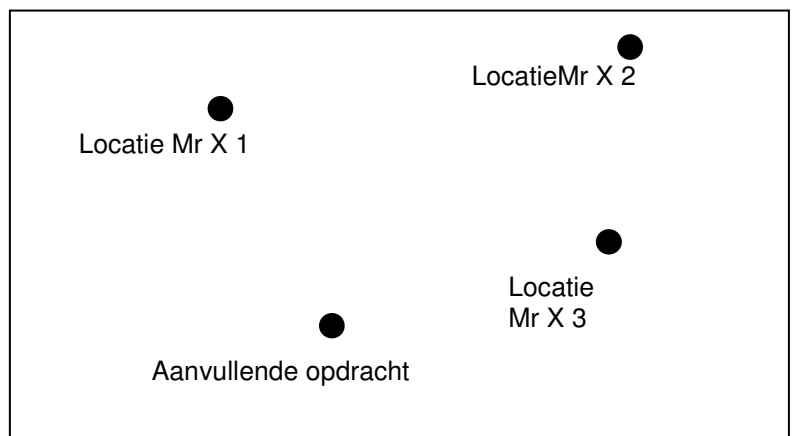 LocatieMr X 2
Locatie Mr X 1
Locatie
Mr X 3
Aanvullende opdracht